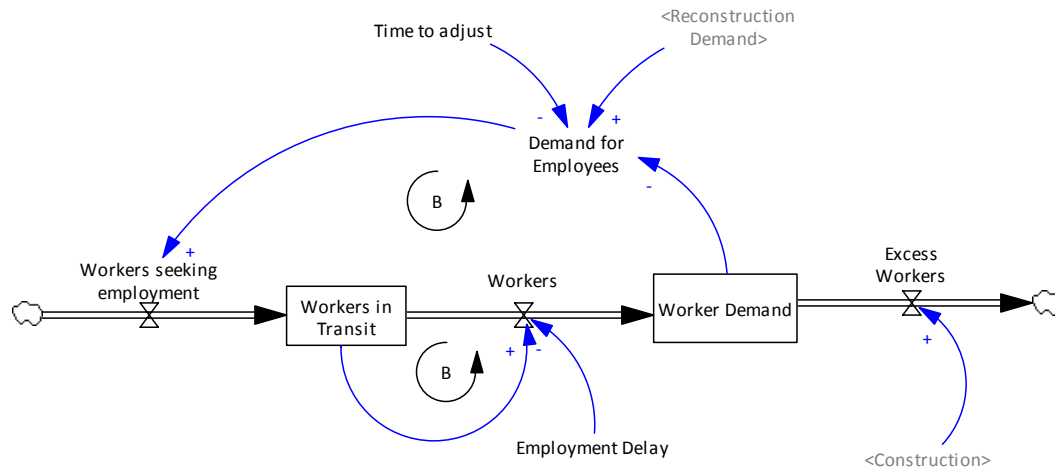 Time to adjust
<Reconstruction
Demand>
-
+
Demand for
Employees
-
B
+
Workers seeking
employment
Workers
Excess
Workers
Workers in
Transit
Worker Demand
+
-
+
B
Employment Delay
<Construction>